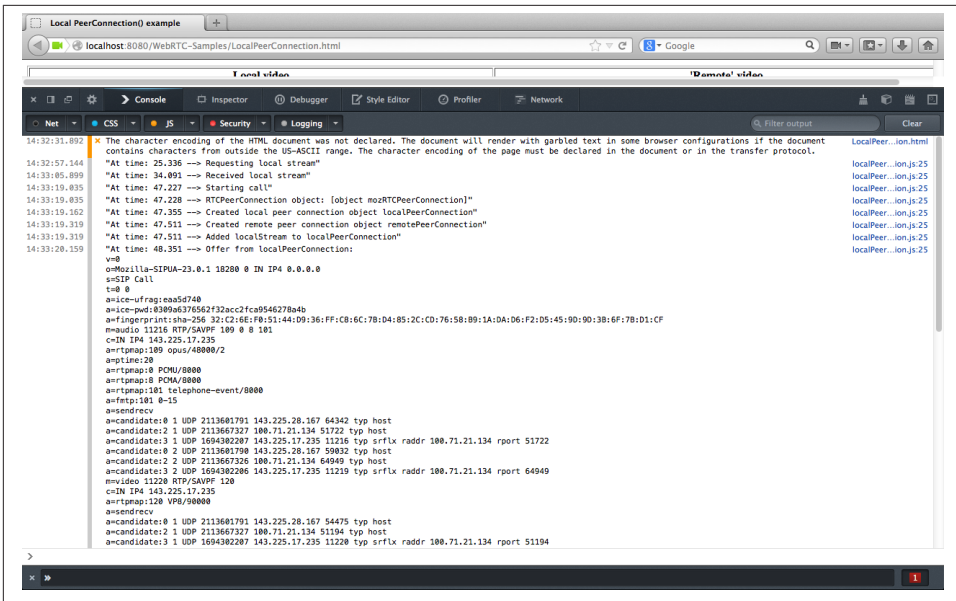 Local PeerConnection() example
+
localhost:8080/WebRTC-Samples/LocalPeerConnection.html
8 Google
Local video 'Remote' video
Console Inspector Debugger Style Editor Profiler Network
Net CSS JS Security Logging Filter output Clear
14:32:31.892 × The character encoding of the HTML document was not declared. The document will render with garbled text in some browser configurations if the document LocalPeer...ion.html
contains characters from outside the US-ASCII range. The character encoding of the page must be declared in the document or in the transfer protocol.
14:32:57.144 "At time: 25.336 --> Requesting local stream" localPeer...ion.js:25
14:33:05.899 "At time: 34.091 --> Received local stream" localPeer...ion.js:25
14:33:19.035 "At time: 47.227 --> Starting call" localPeer...ion.js:25
14:33:19.035 "At time: 47.228 --> RTCPeerConnection object: [object mozRTCPeerConnection]" localPeer...ion.js:25
14:33:19.162 "At time: 47.355 --> Created local peer connection object localPeerConnection" localPeer...ion.js:25
14:33:19.319 "At time: 47.511 --> Created remote peer connection object remotePeerConnection" localPeer...ion.js:25
14:33:19.319 "At time: 47.511 --> Added localStream to localPeerConnection" localPeer...ion.js:25
14:33:20.159 "At time: 48.351 --> Offer from localPeerConnection: localPeer...ion.js:25
v=0
o=Mozilla-SIPUA-23.0.1 18280 0 IN IP4 0.0.0.0
s=SIP Call
t=0 0
a=ice-ufrag:eaa5d740
a=ice-pwd:0309a6376562f32acc2fca9546278a4b
a=fingerprint:sha-256 32:C2:6E:F0:51:44:D9:36:FF:C8:6C:7B:D4:85:2C:CD:76:58:B9:1A:DA:D6:F2:D5:45:9D:9D:3B:6F:7B:D1:CF
m=audio 11216 RTP/SAVPF 109 0 8 101
c=IN IP4 143.225.17.235
a=rtpmap:109 opus/48000/2
a=ptime:20
a=rtpmap:0 PCMU/8000
a=rtpmap:8 PCMA/8000
a=rtpmap:101 telephone-event/8000
a=fmtp:101 0-15
a=sendrecv
a=candidate:0 1 UDP 2113601791 143.225.28.167 64342 typ host
a=candidate:2 1 UDP 2113667327 100.71.21.134 51722 typ host
a=candidate:3 1 UDP 1694302207 143.225.17.235 11216 typ srflx raddr 100.71.21.134 rport 51722
a=candidate:0 2 UDP 2113601790 143.225.28.167 59032 typ host
a=candidate:2 2 UDP 2113667326 100.71.21.134 64949 typ host
a=candidate:3 2 UDP 1694302206 143.225.17.235 11219 typ srflx raddr 100.71.21.134 rport 64949
m=video 11220 RTP/SAVPF 120
c=IN IP4 143.225.17.235
a=rtpmap:120 VP8/90000
a=sendrecv
a=candidate:0 1 UDP 2113601791 143.225.28.167 54475 typ host
a=candidate:2 1 UDP 2113667327 100.71.21.134 51194 typ host
a=candidate:3 1 UDP 1694302207 143.225.17.235 11220 typ srflx raddr 100.71.21.134 rport 51194
>
× » 1